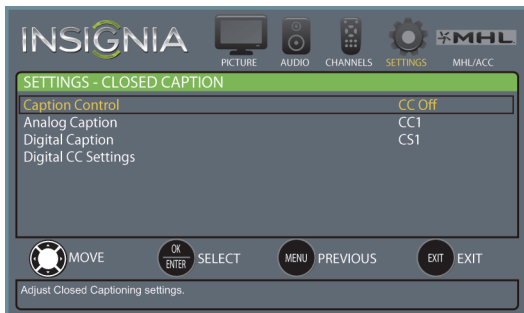 INSIGNIA
PICTURE AUDIO CHANNELS SETTINGS MHL/ACC
MHL
SETTINGS - CLOSED CAPTION
Caption Control CC Off
Analog Caption CC1
Digital Caption CS1
Digital CC Settings
MOVE OK ENTER SELECT MENU PREVIOUS EXIT EXIT
Adjust Closed Captioning settings.